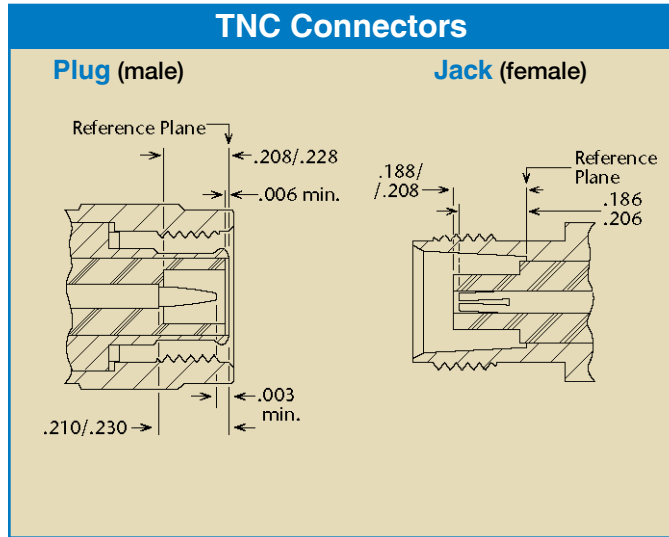 TNC Connectors
Plug (male)
Jack (female)
Reference Plane
.208/.228
.006 min.
.003
min.
.210/.230
.188/
/.208
Reference
Plane
.186
.206